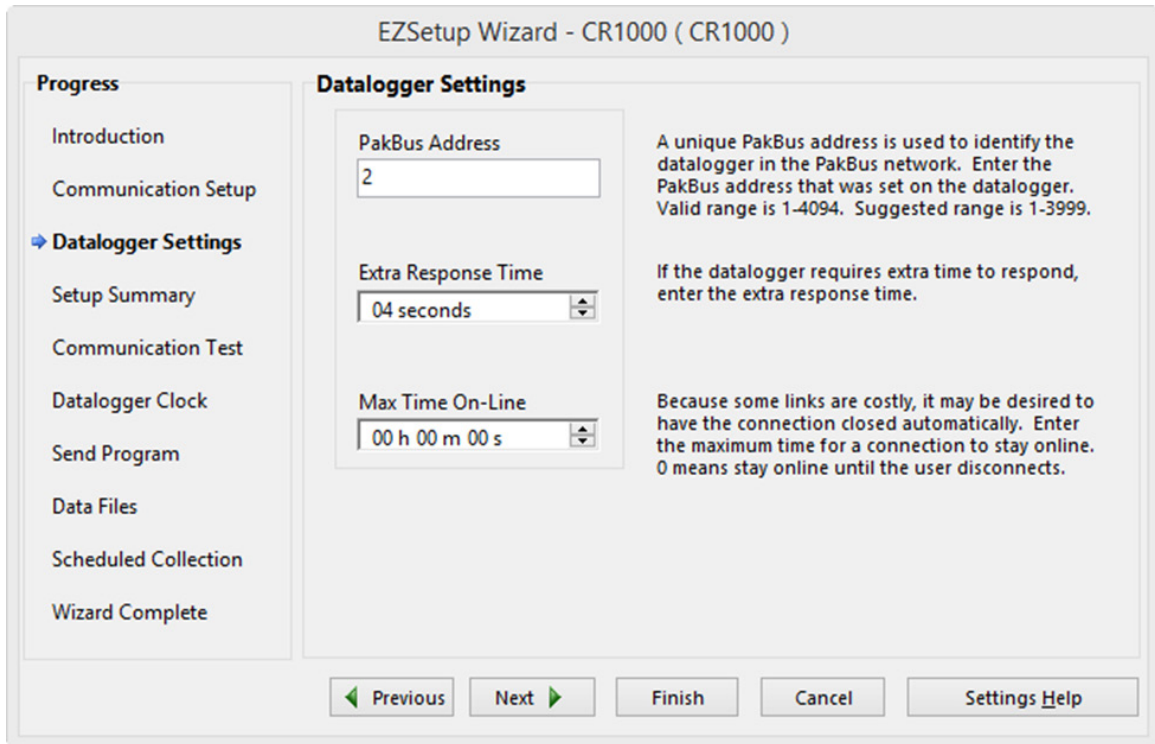 EZSetup Wizard - CR1000 ( CR1000 )
Progress
Introduction
Communication Setup
Datalogger Settings
Setup Summary
Communication Test
Datalogger Clock
Send Program
Data Files
Scheduled Collection
Wizard Complete
Datalogger Settings
PakBus Address
2
A unique PakBus address is used to identify the
datalogger in the PakBus network. Enter the
PakBus address that was set on the datalogger.
Valid range is 1-4094. Suggested range is 1-3999.
Extra Response Time
04 seconds
If the datalogger requires extra time to respond,
enter the extra response time.
Max Time On-Line
00 h 00 m 00 s
Because some links are costly, it may be desired to
have the connection closed automatically. Enter
the maximum time for a connection to stay online.
0 means stay online until the user disconnects.
Previous
Next
Finish
Cancel
Settings Help